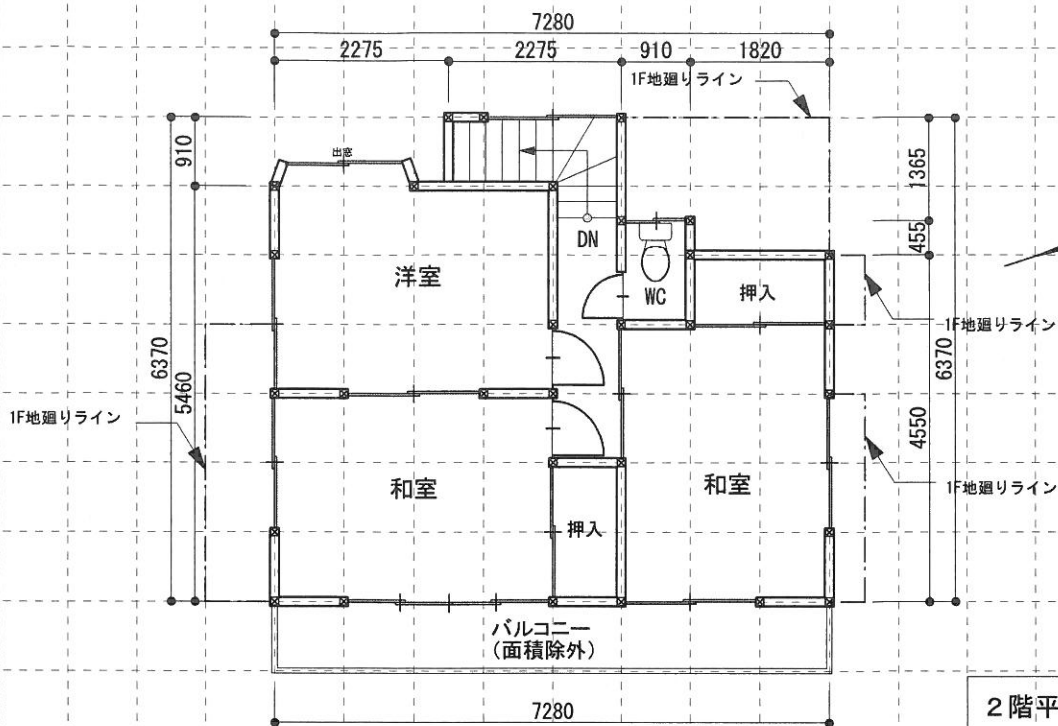 7280
2275
2275
910
1820
1F地廻りライン
910
6370
5460
1365
455
4550
6370
出窓
DN
洋室
WC
押入
1F地廻りライン
1F地廻りライン
1F地廻りライン
和室
和室
押入
バルコニー
(面積除外)
7280
2階平